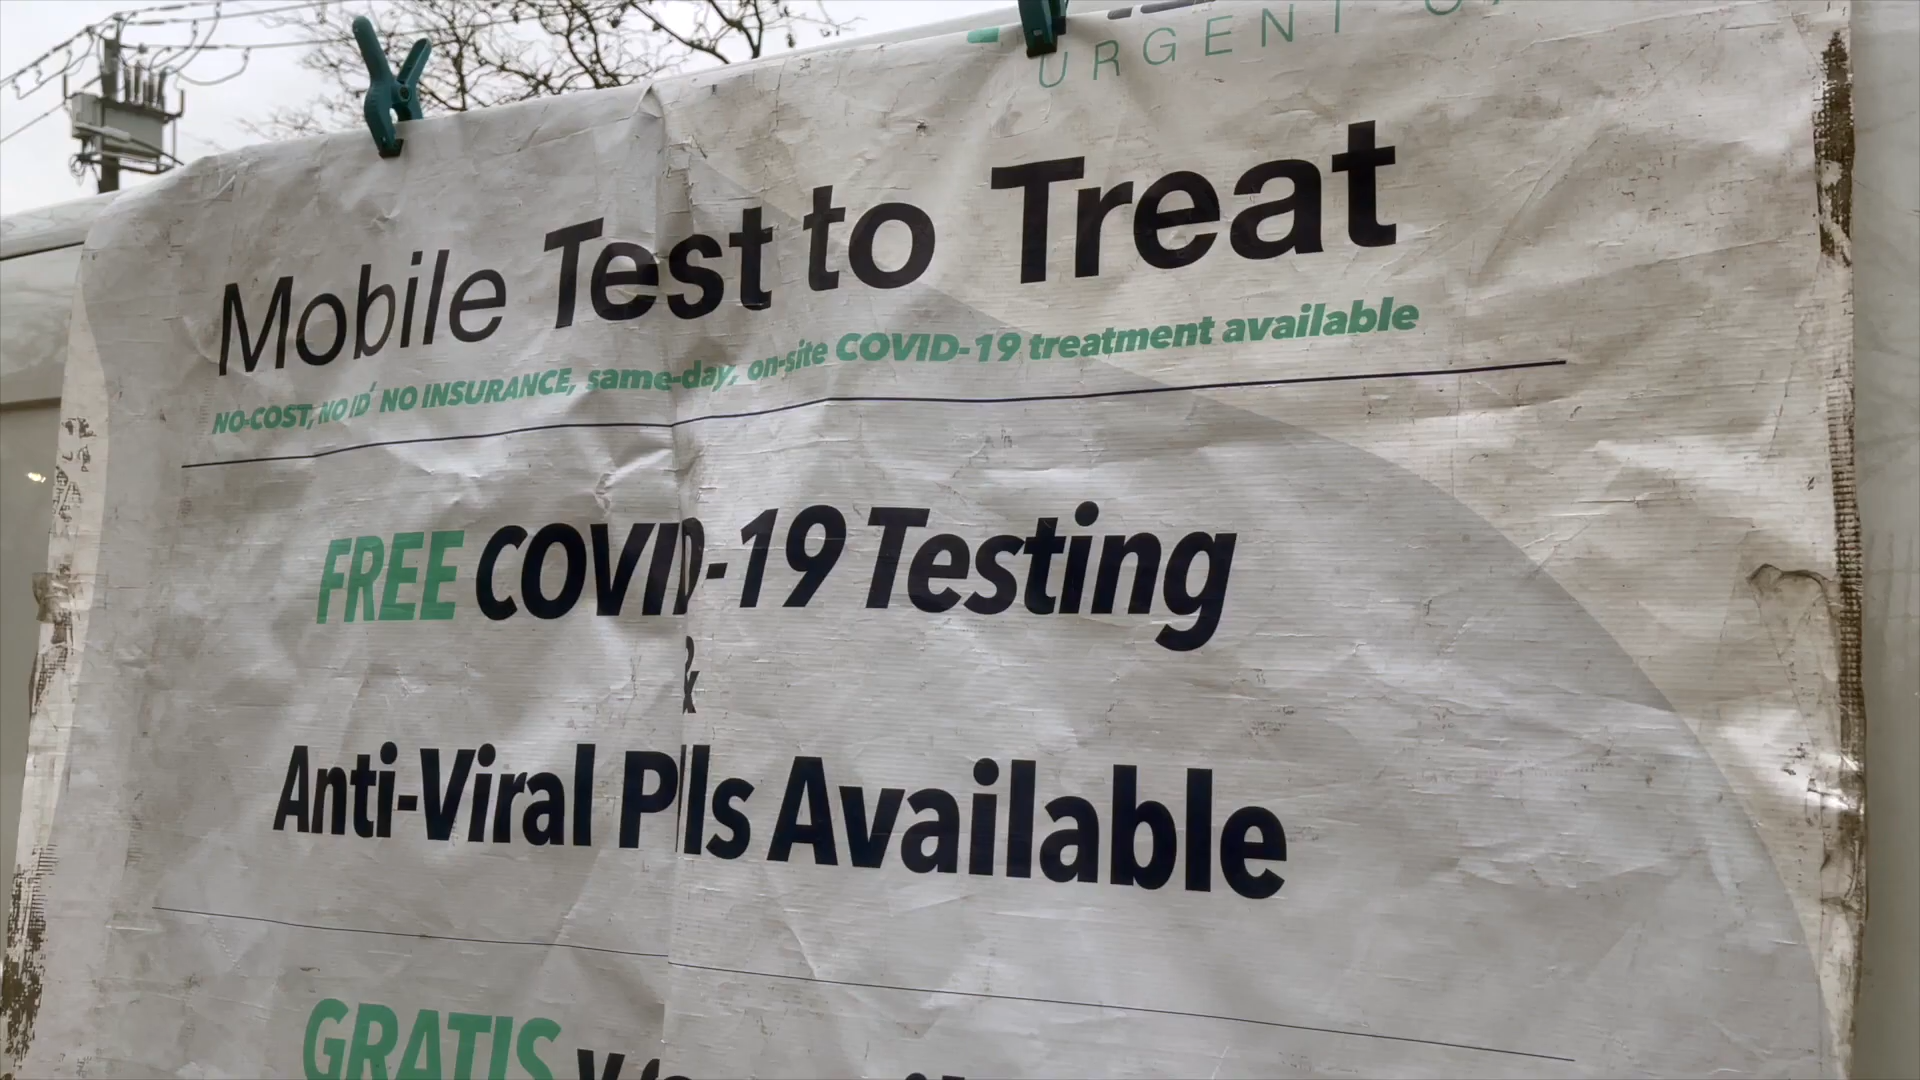 URGENT
Mobile Test to Treat
NO-COST, NO ID, NO INSURANCE, same-day, on-site COVID-19 treatment available
FREE COVID-19 Testing
&
Anti-Viral Pills Available
GRATIS